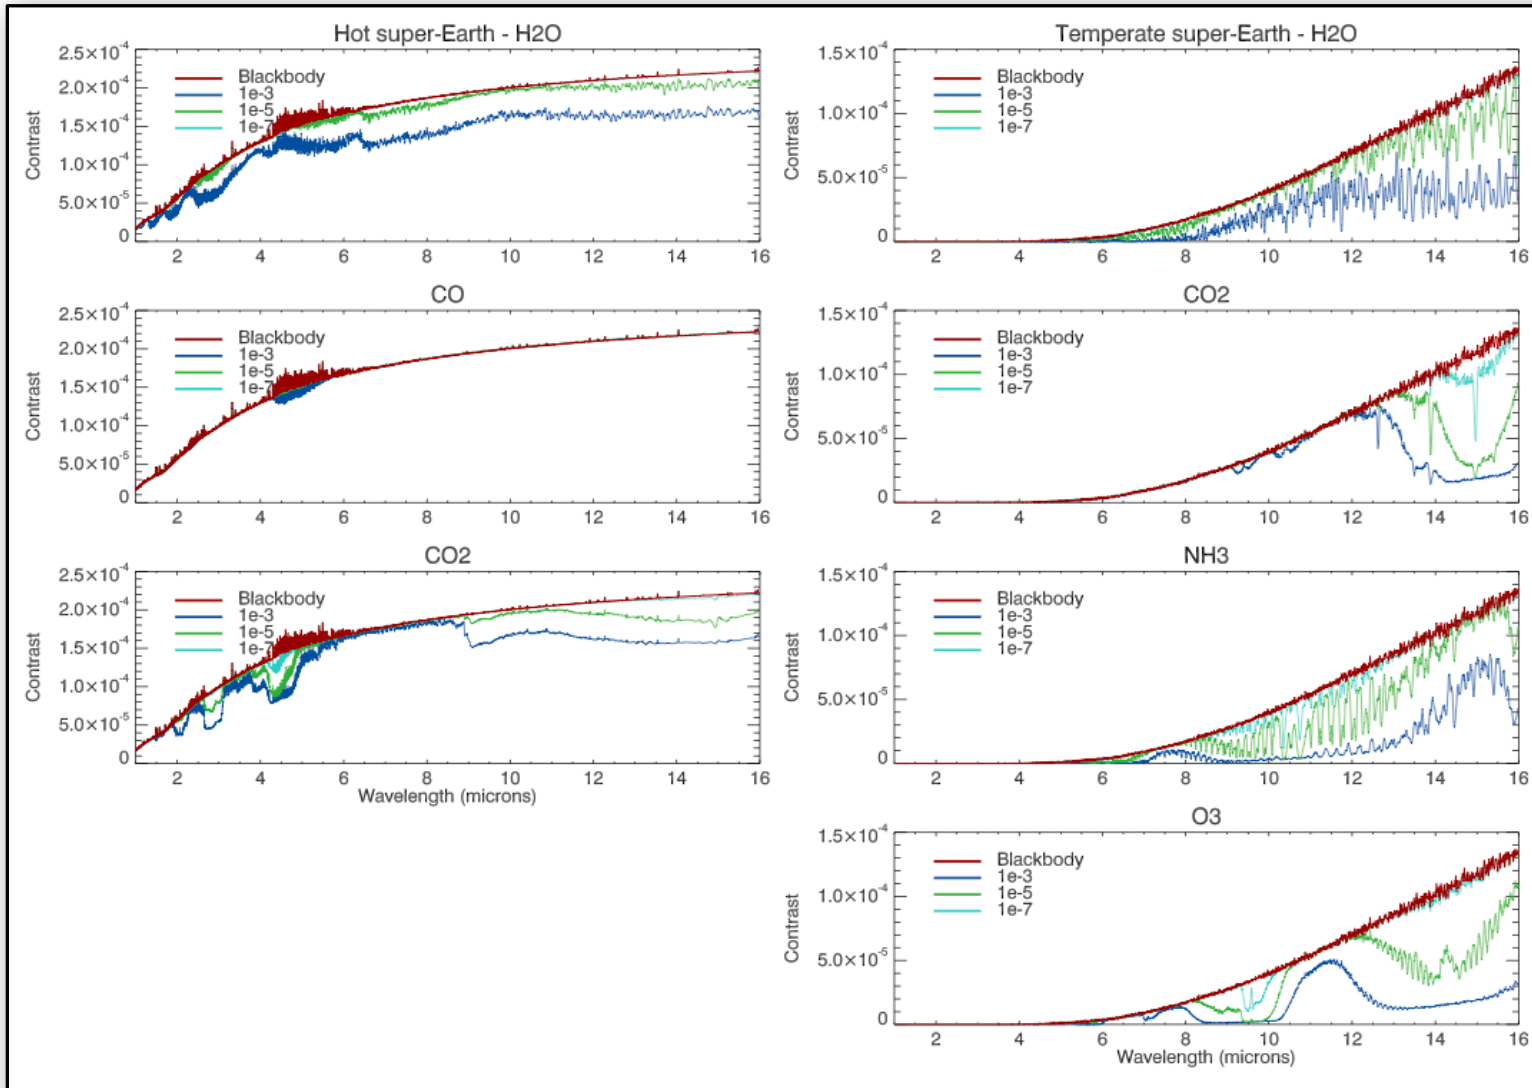 Hot super-Earth - H2O
2.5×10⁻⁴
2.0×10⁻⁴
1.5×10⁻⁴
1.0×10⁻⁴
5.0×10⁻⁵
0
Contrast
Blackbody
1e-3
1e-5
1e-7
2 4 6 8 10 12 14 16
Temperate super-Earth - H2O
1.5×10⁻⁴
1.0×10⁻⁴
5.0×10⁻⁵
0
Contrast
Blackbody
1e-3
1e-5
1e-7
2 4 6 8 10 12 14 16
CO
2.5×10⁻⁴
2.0×10⁻⁴
1.5×10⁻⁴
1.0×10⁻⁴
5.0×10⁻⁵
0
Contrast
Blackbody
1e-3
1e-5
1e-7
2 4 6 8 10 12 14 16
CO2
1.5×10⁻⁴
1.0×10⁻⁴
5.0×10⁻⁵
0
Contrast
Blackbody
1e-3
1e-5
1e-7
2 4 6 8 10 12 14 16
CO2
2.5×10⁻⁴
2.0×10⁻⁴
1.5×10⁻⁴
1.0×10⁻⁴
5.0×10⁻⁵
0
Contrast
Blackbody
1e-3
1e-5
1e-7
2 4 6 8 10 12 14 16
Wavelength (microns)
NH3
1.5×10⁻⁴
1.0×10⁻⁴
5.0×10⁻⁵
0
Contrast
Blackbody
1e-3
1e-5
1e-7
2 4 6 8 10 12 14 16
O3
1.5×10⁻⁴
1.0×10⁻⁴
5.0×10⁻⁵
0
Contrast
Blackbody
1e-3
1e-5
1e-7
2 4 6 8 10 12 14 16
Wavelength (microns)